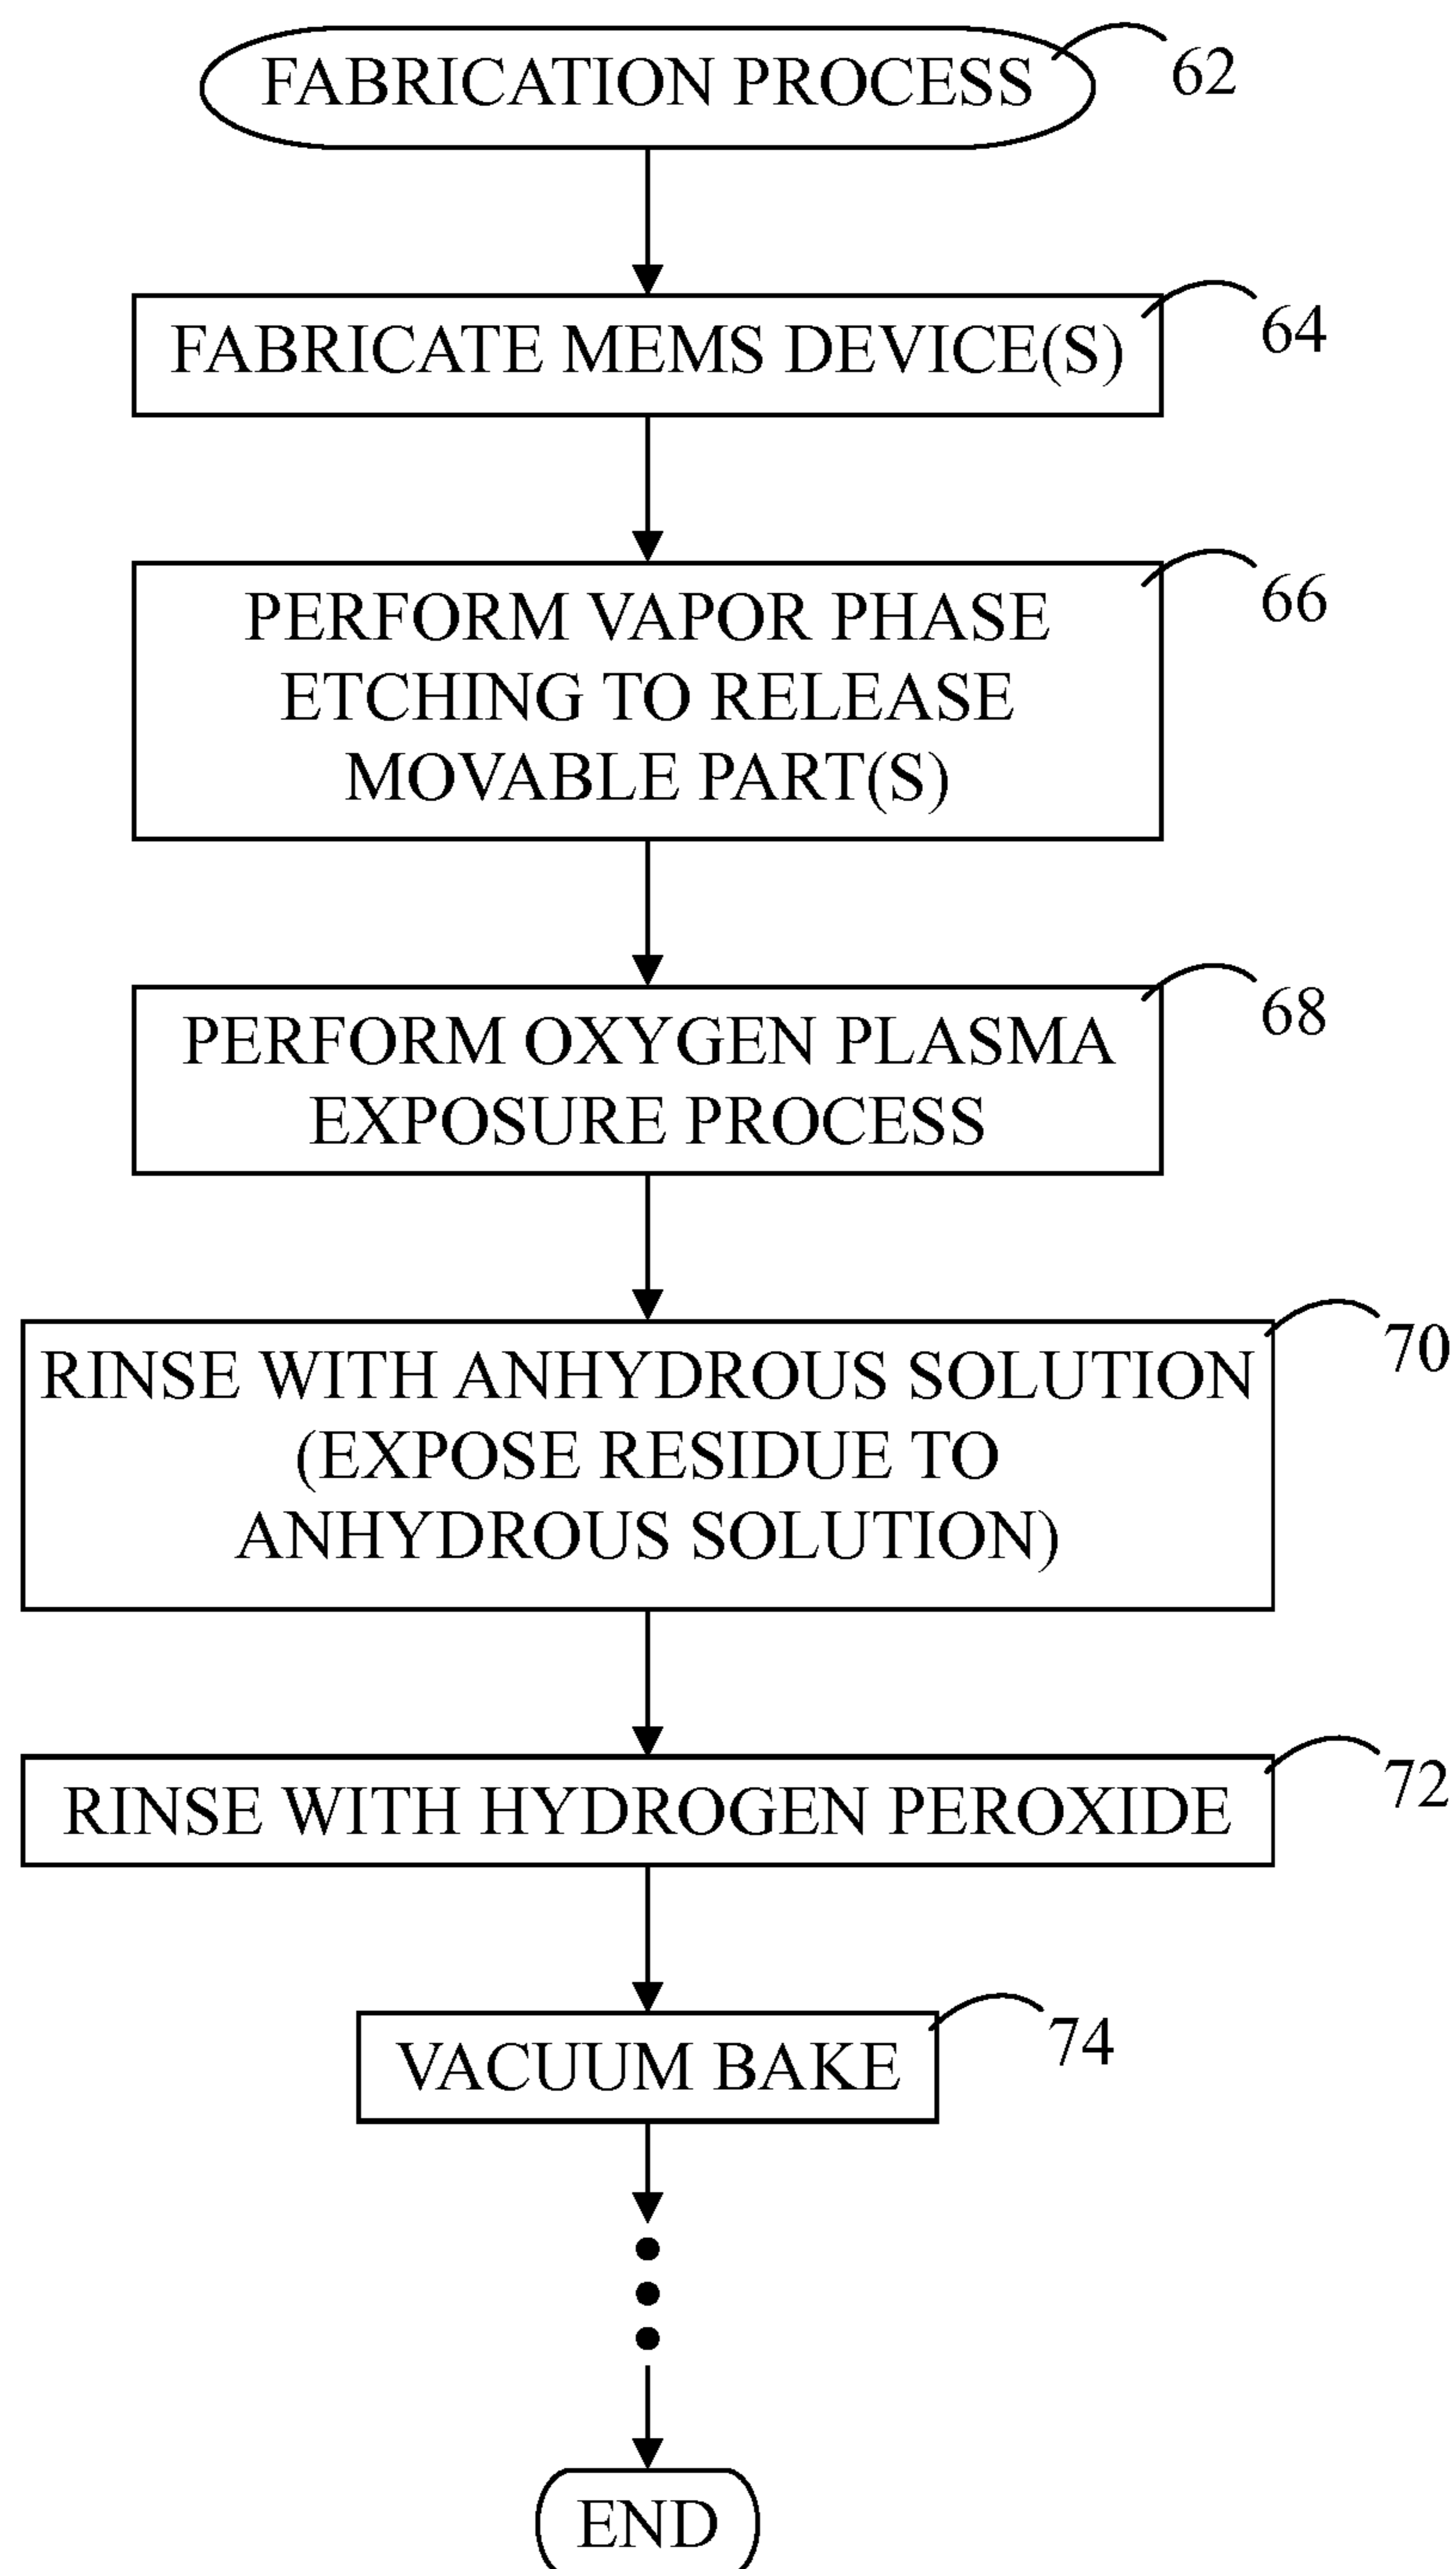 FABRICATION PROCESS
62
FABRICATE MEMS DEVICE(S)
64
PERFORM VAPOR PHASE
ETCHING TO RELEASE
MOVABLE PART(S)
66
PERFORM OXYGEN PLASMA
EXPOSURE PROCESS
68
RINSE WITH ANHYDROUS SOLUTION
(EXPOSE RESIDUE TO
ANHYDROUS SOLUTION)
70
RINSE WITH HYDROGEN PEROXIDE
72
VACUUM BAKE
74
END